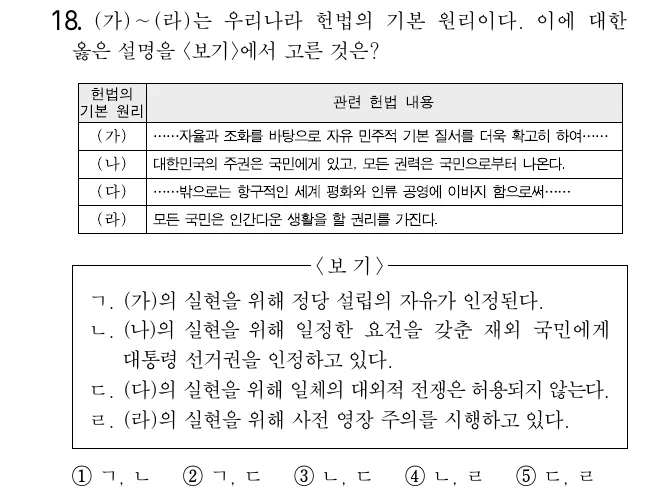 18. (가)~(라)는 우리나라 헌법의 기본 원리이다. 이에 대한
옳은 설명을 〈보기〉에서 고른 것은?
헌법의
기본 원리
관련 헌법 내용
(가) ……자율과 조화를 바탕으로 자유 민주적 기본 질서를 더욱 확고히 하여……
(나) 대한민국의 주권은 국민에게 있고, 모든 권력은 국민으로부터 나온다.
(다) ……밖으로는 항구적인 세계 평화와 인류 공영에 이바지 함으로써……
(라) 모든 국민은 인간다운 생활을 할 권리를 가진다.
〈보 기〉
ㄱ. (가)의 실현을 위해 정당 설립의 자유가 인정된다.
ㄴ. (나)의 실현을 위해 일정한 요건을 갖춘 재외 국민에게
대통령 선거권을 인정하고 있다.
ㄷ. (다)의 실현을 위해 일체의 대외적 전쟁은 허용되지 않는다.
ㄹ. (라)의 실현을 위해 사전 영장 주의를 시행하고 있다.
① ㄱ, ㄴ ② ㄱ, ㄷ ③ ㄴ, ㄷ ④ ㄴ, ㄹ ⑤ ㄷ, ㄹ